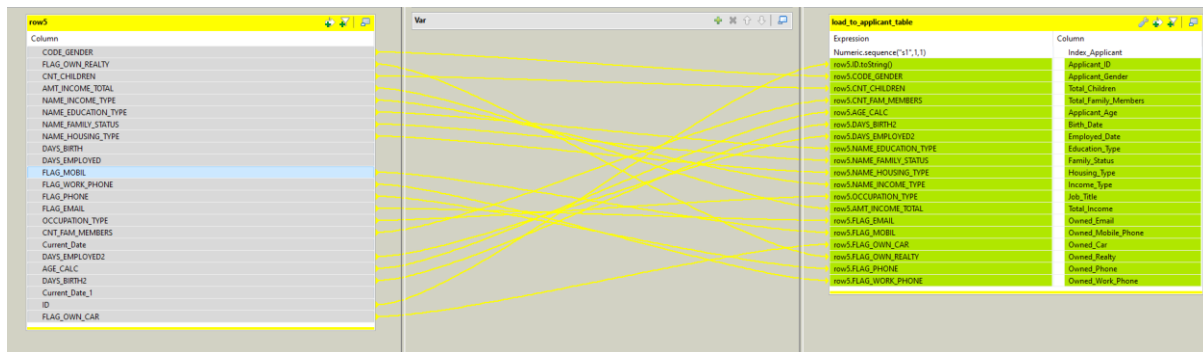 row5
Column
CODE_GENDER
FLAG_OWN_REALTY
CNT_CHILDREN
AMT_INCOME_TOTAL
NAME_INCOME_TYPE
NAME_EDUCATION_TYPE
NAME_FAMILY_STATUS
NAME_HOUSING_TYPE
DAYS_BIRTH
DAYS_EMPLOYED
FLAG_MOBIL
FLAG_WORK_PHONE
FLAG_PHONE
FLAG_EMAIL
OCCUPATION_TYPE
CNT_FAM_MEMBERS
Current_Date
DAYS_EMPLOYED2
AGE_CALC
DAYS_BIRTH2
Current_Date_1
ID
FLAG_OWN_CAR
Var
load_to_applicant_table
Expression Column
Numeric.sequence("s1",1,1) Index_Applicant
row5.ID.toString() Applicant_ID
row5.CODE_GENDER Applicant_Gender
row5.CNT_CHILDREN Total_Children
row5.CNT_FAM_MEMBERS Total_Family_Members
row5.AGE_CALC Applicant_Age
row5.DAYS_BIRTH2 Birth_Date
row5.DAYS_EMPLOYED2 Employed_Date
row5.NAME_EDUCATION_TYPE Education_Type
row5.NAME_FAMILY_STATUS Family_Status
row5.NAME_HOUSING_TYPE Housing_Type
row5.NAME_INCOME_TYPE Income_Type
row5.OCCUPATION_TYPE Job_Title
row5.AMT_INCOME_TOTAL Total_Income
row5.FLAG_EMAIL Owned_Email
row5.FLAG_MOBIL Owned_Mobile_Phone
row5.FLAG_OWN_CAR Owned_Car
row5.FLAG_OWN_REALTY Owned_Realty
row5.FLAG_PHONE Owned_Phone
row5.FLAG_WORK_PHONE Owned_Work_Phone